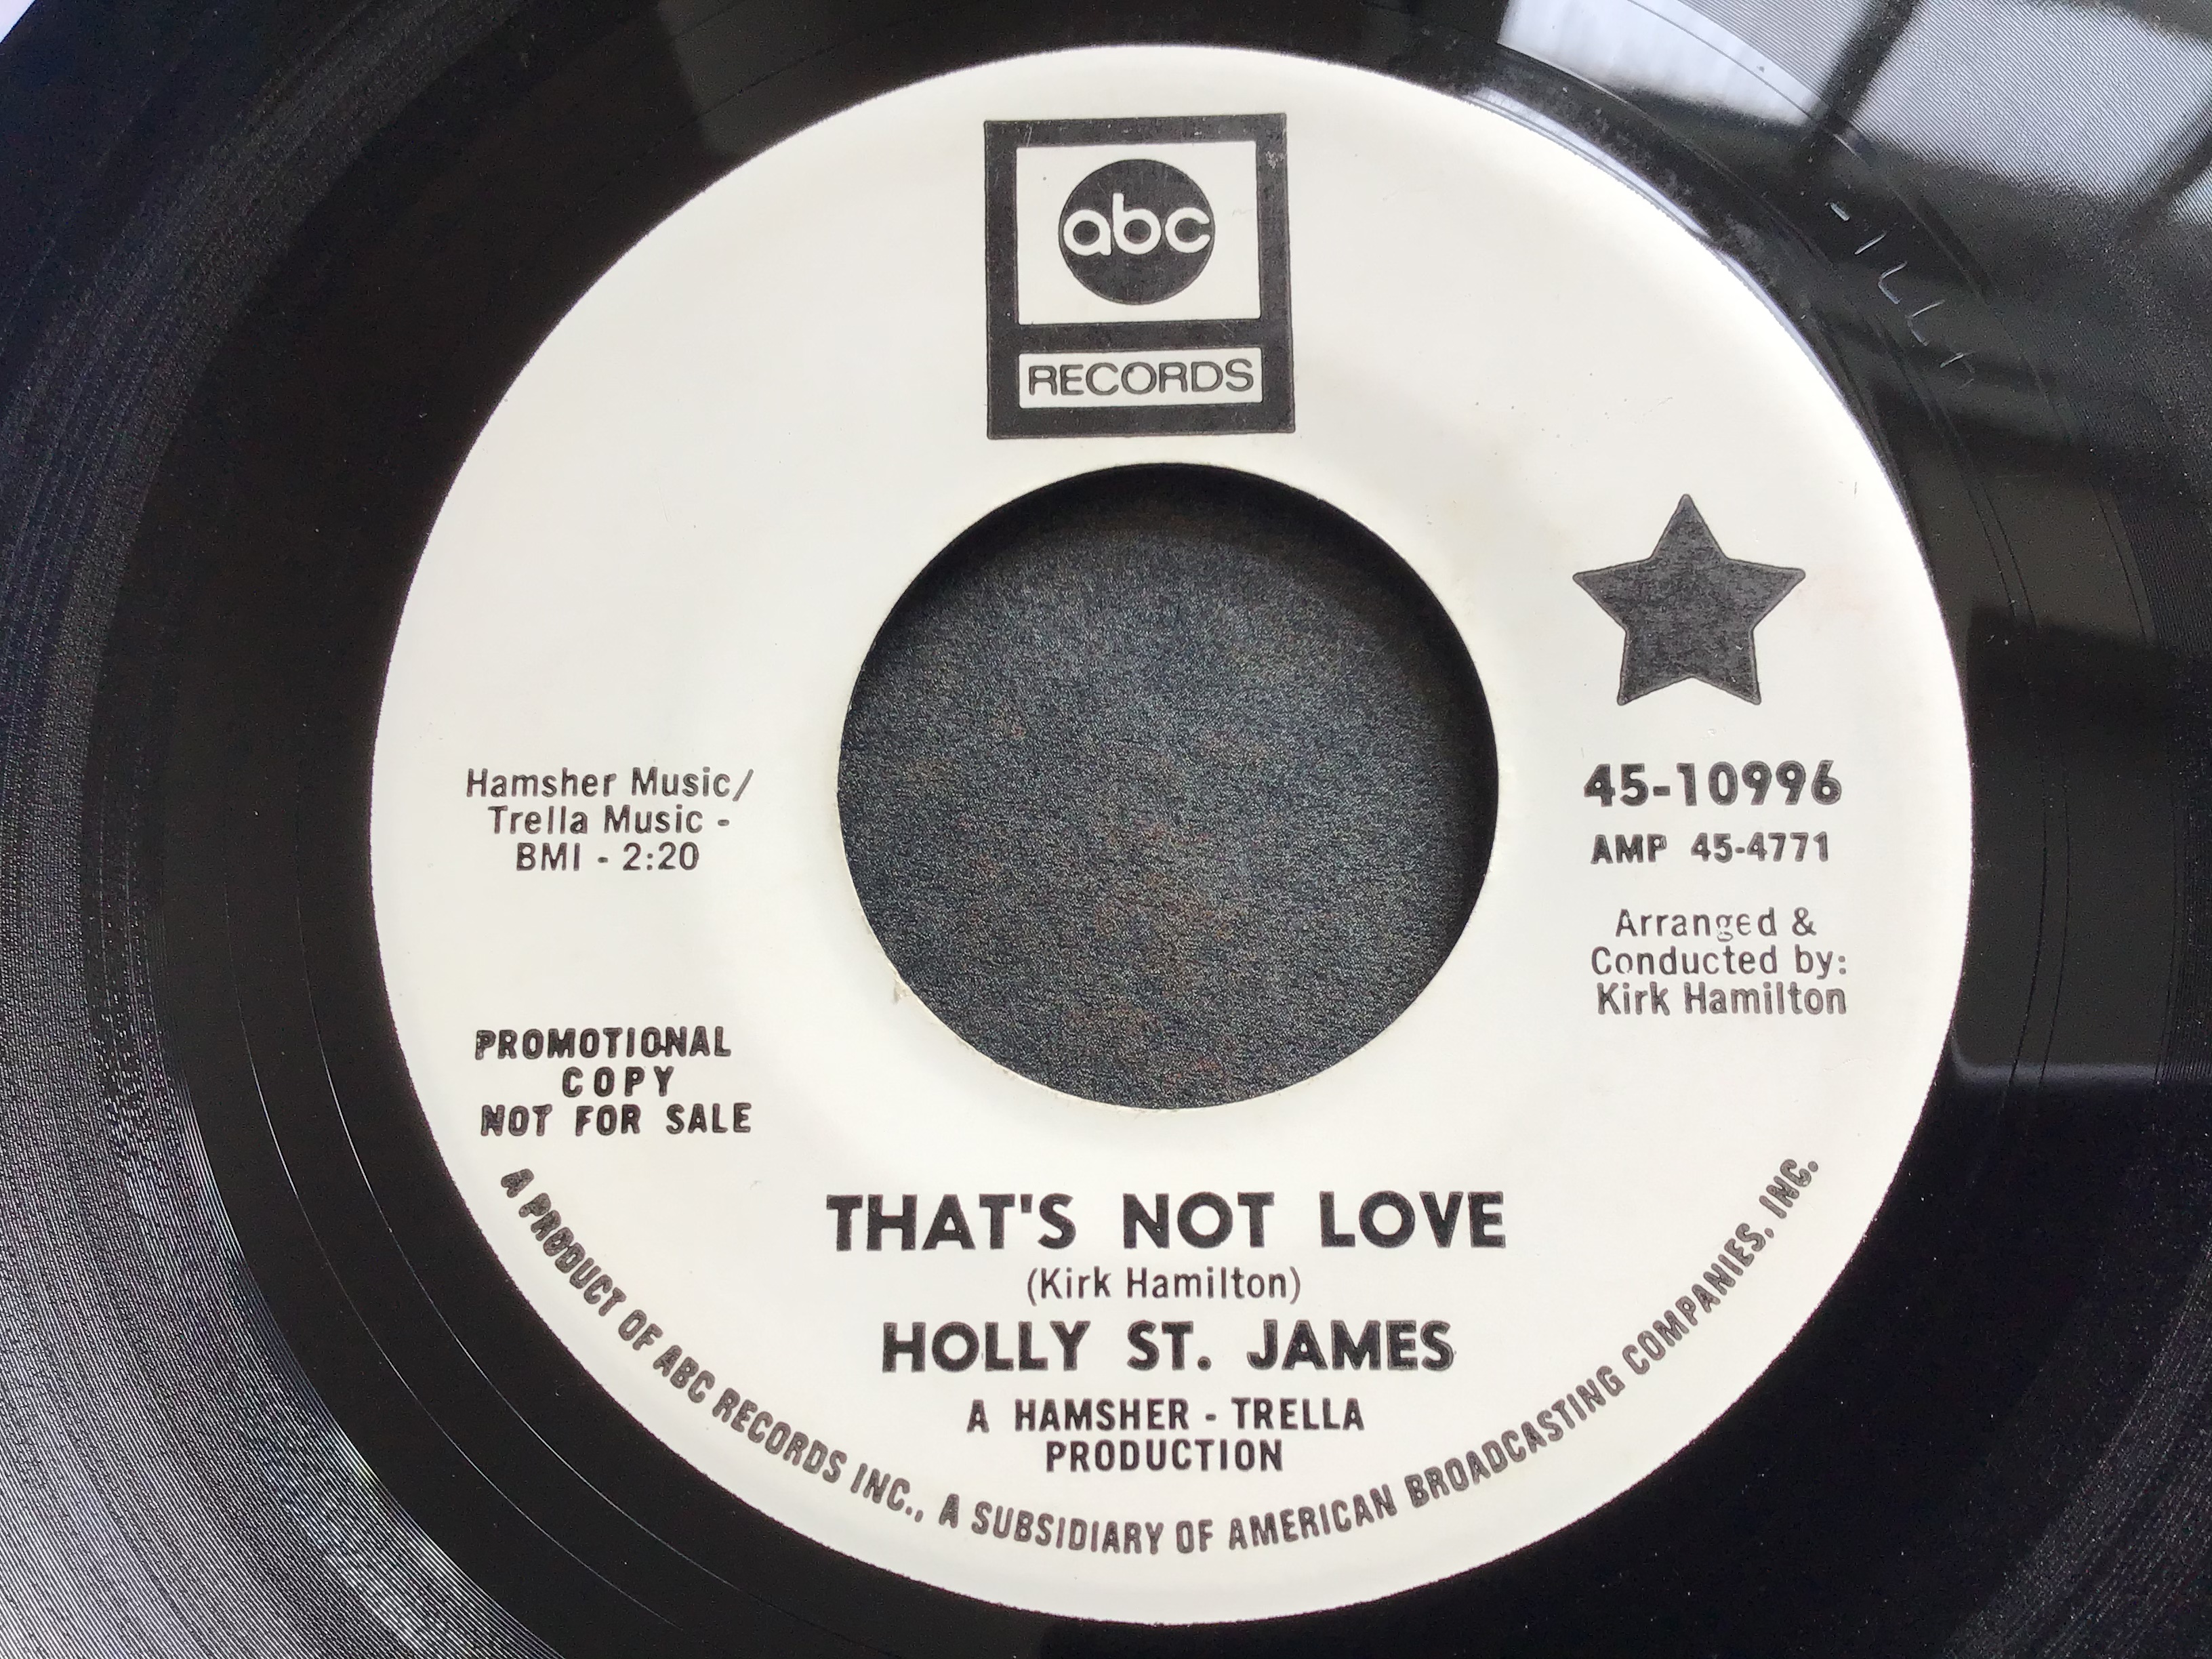 abc
RECORDS
Hamsher Music/
Trella Music -
BMI - 2:20
PROMOTIONAL
COPY
NOT FOR SALE
45-10996
AMP 45-4771
Arranged &
Conducted by:
Kirk Hamilton
THAT'S NOT LOVE
(Kirk Hamilton)
HOLLY ST. JAMES
A HAMSHER - TRELLA
PRODUCTION
A PRODUCT OF ABC RECORDS INC., A SUBSIDIARY OF AMERICAN BROADCASTING COMPANIES, INC.